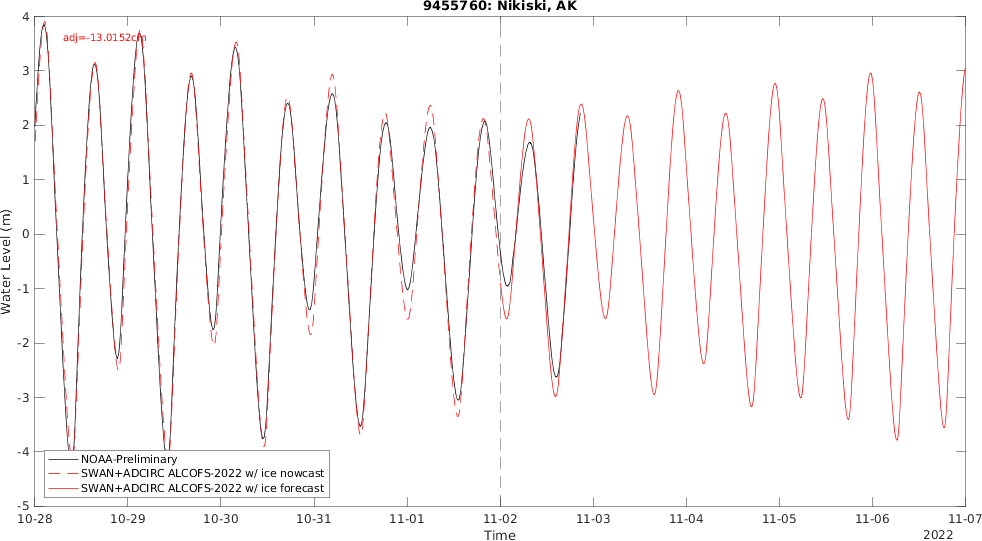 9455760: Nikiski, AK
adj=-13.0152cm
4
3
2
1
0
-1
-2
-3
-4
-5
Water Level (m)
NOAA-Preliminary
SWAN+ADCIRC ALCOFS-2022 w/ ice nowcast
SWAN+ADCIRC ALCOFS-2022 w/ ice forecast
10-28 10-29 10-30 10-31 11-01 11-02 11-03 11-04 11-05 11-06 11-07
Time
2022